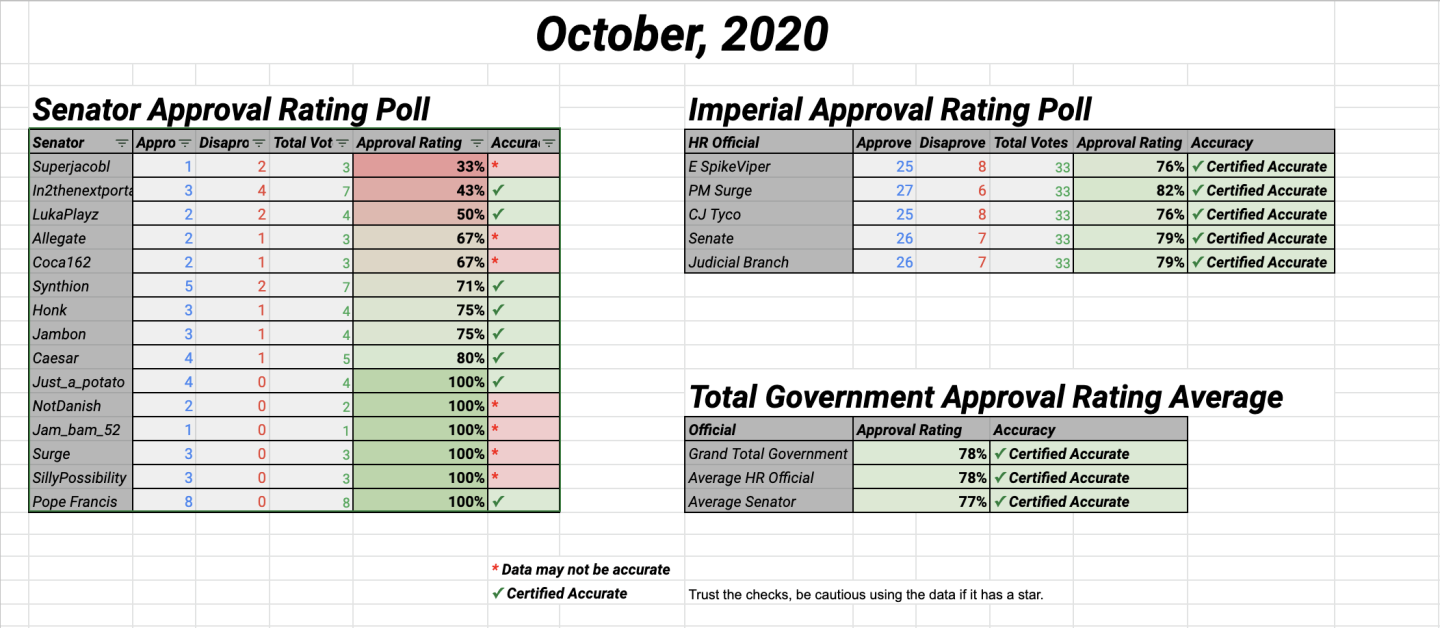 October, 2020
Senator Approval Rating Poll
Senator Appro Disapro Total Vot Approval Rating Accura
Superjacobl 1 2 3 33% *
In2thenextporta 3 4 7 43% ✓
LukaPlayz 2 2 4 50% ✓
Allegate 2 1 3 67% *
Coca162 2 1 3 67% *
Synthion 5 2 7 71% ✓
Honk 3 1 4 75% ✓
Jambon 3 1 4 75% ✓
Caesar 4 1 5 80% ✓
Just_a_potato 4 0 4 100% ✓
NotDanish 2 0 2 100% *
Jam_bam_52 1 0 1 100% *
Surge 3 0 3 100% *
SillyPossibility 3 0 3 100% *
Pope Francis 8 0 8 100% ✓
Imperial Approval Rating Poll
HR Official Approve Disapprove Total Votes Approval Rating Accuracy
E SpikeViper 25 8 33 76% ✓ Certified Accurate
PM Surge 27 6 33 82% ✓ Certified Accurate
CJ Tyco 25 8 33 76% ✓ Certified Accurate
Senate 26 7 33 79% ✓ Certified Accurate
Judicial Branch 26 7 33 79% ✓ Certified Accurate
Total Government Approval Rating Average
Official Approval Rating Accuracy
Grand Total Government 78% ✓ Certified Accurate
Average HR Official 78% ✓ Certified Accurate
Average Senator 77% ✓ Certified Accurate
* Data may not be accurate
✓ Certified Accurate
Trust the checks, be cautious using the data if it has a star.